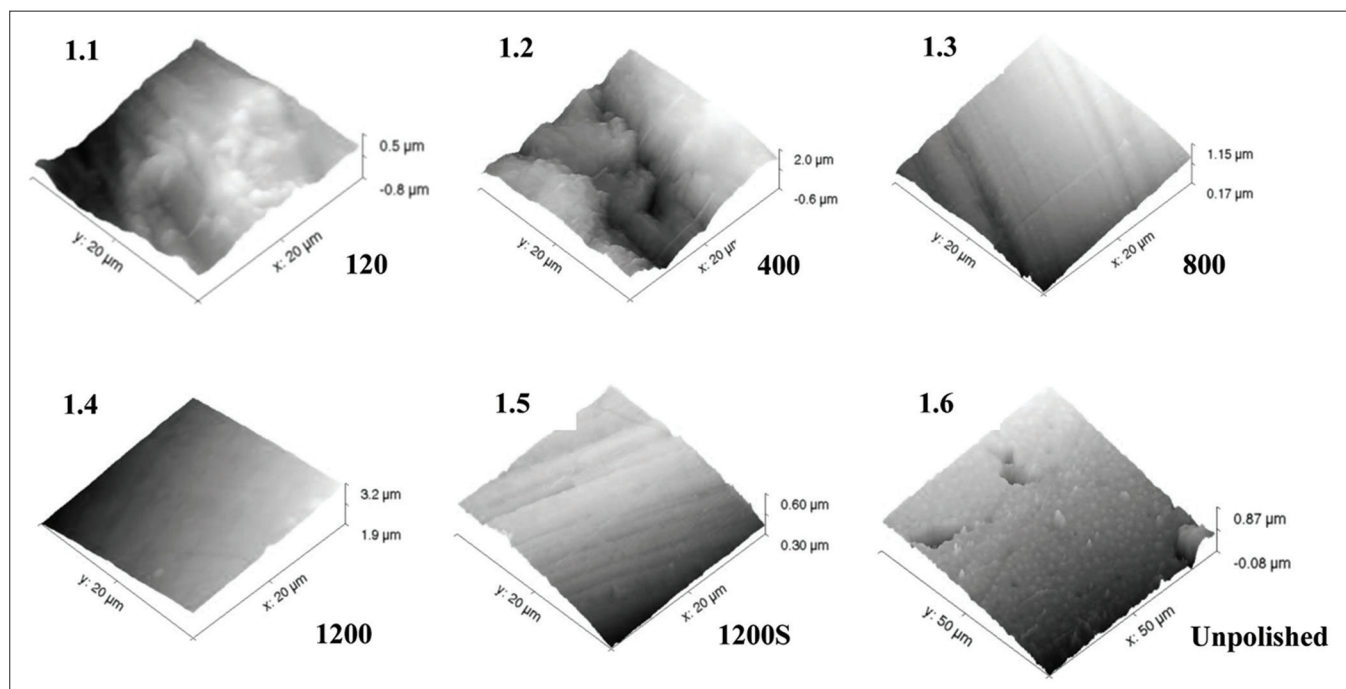 1.1
0.5 µm
-0.8 µm
y: 20 µm
x: 20 µm
120
1.2
2.0 µm
-0.6 µm
y: 20 µm
x: 20 µm
400
1.3
1.15 µm
0.17 µm
y: 20 µm
x: 20 µm
800
1.4
3.2 µm
1.9 µm
y: 20 µm
x: 20 µm
1200
1.5
0.60 µm
0.30 µm
y: 20 µm
x: 20 µm
1200S
1.6
0.87 µm
-0.08 µm
y: 50 µm
x: 50 µm
Unpolished